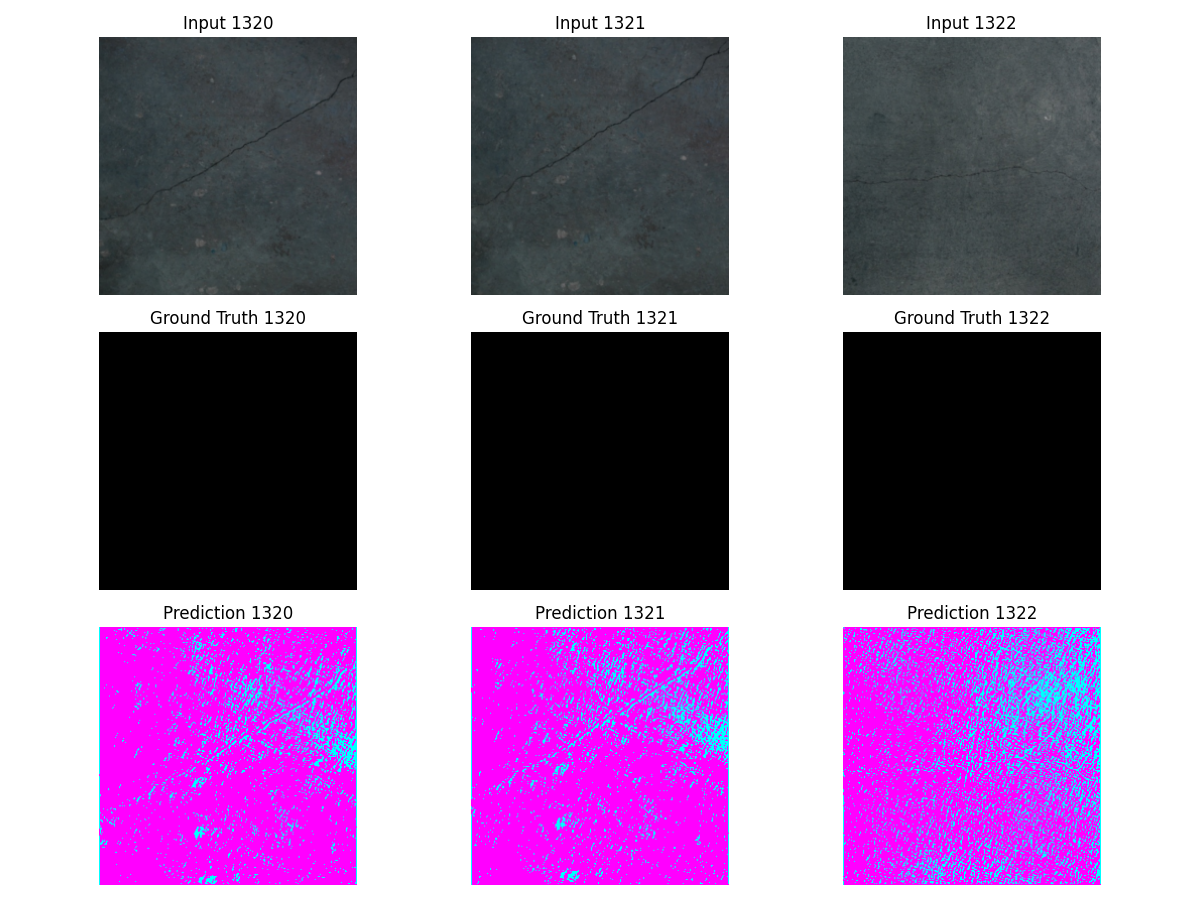 Input 1320
Input 1321
Input 1322
Ground Truth 1320
Ground Truth 1321
Ground Truth 1322
Prediction 1320
Prediction 1321
Prediction 1322